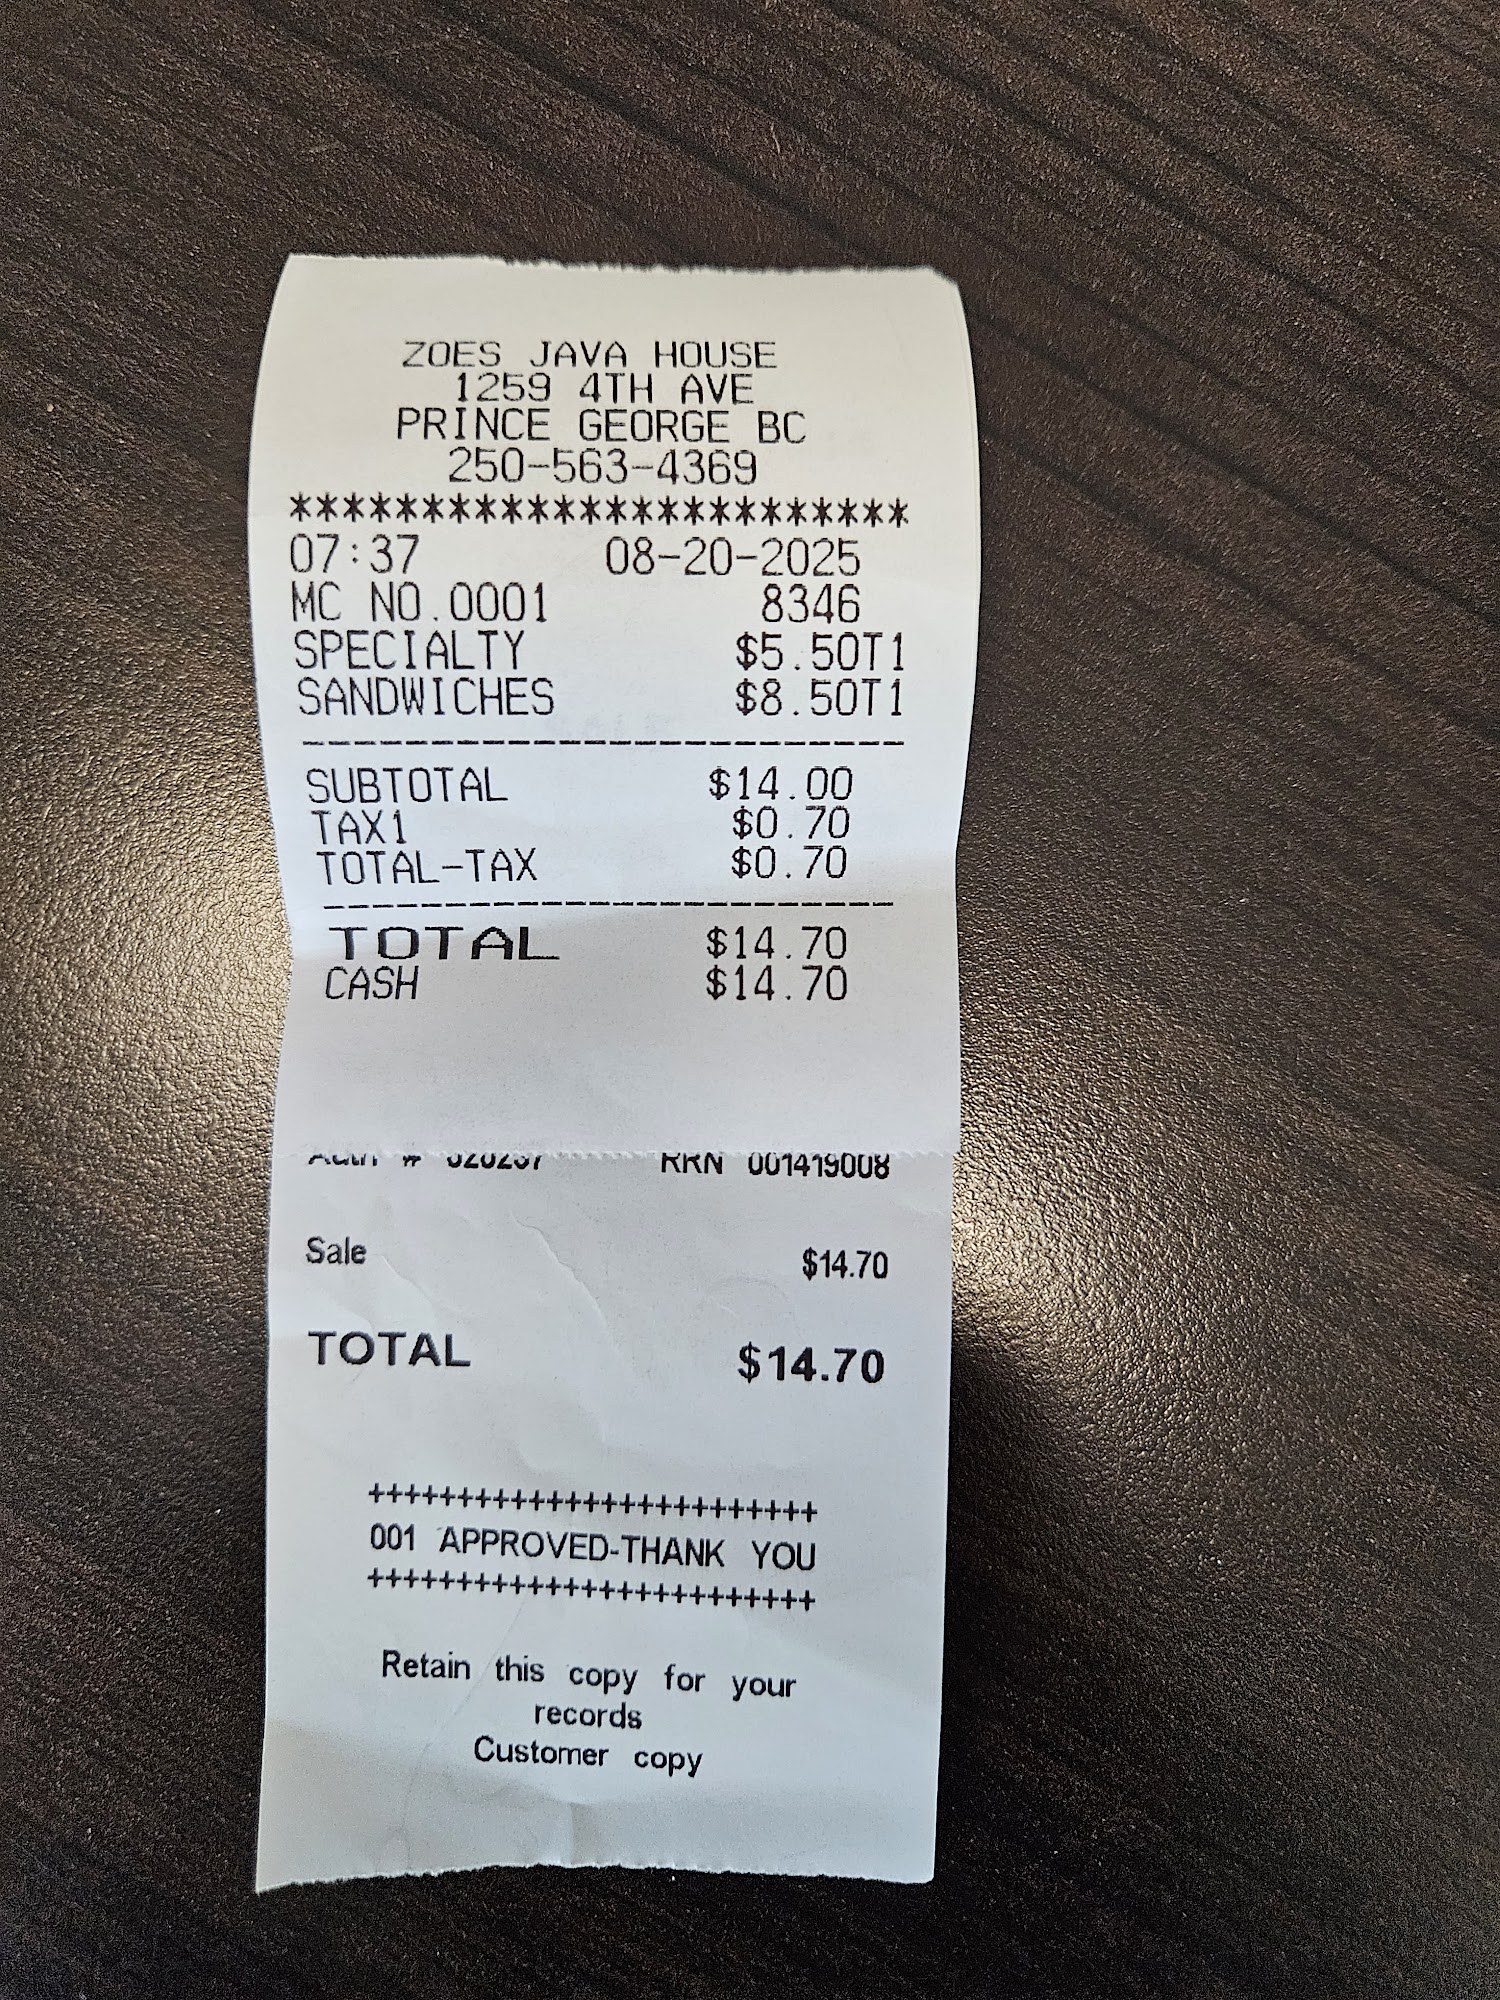 ZOES JAVA HOUSE
1259 4TH AVE
PRINCE GEORGE BC
250-563-4369
************************
07:37 08-20-2025
MC NO.0001 8346
SPECIALTY $5.50T1
SANDWICHES $8.50T1
-----------------------
SUBTOTAL $14.00
TAX1 $0.70
TOTAL-TAX $0.70
-----------------------
TOTAL $14.70
CASH $14.70
Auth # RRN 001419008
Sale $14.70
TOTAL $14.70
+++++++++++++++++++++++++
001 APPROVED-THANK YOU
+++++++++++++++++++++++++
Retain this copy for your
records
Customer copy